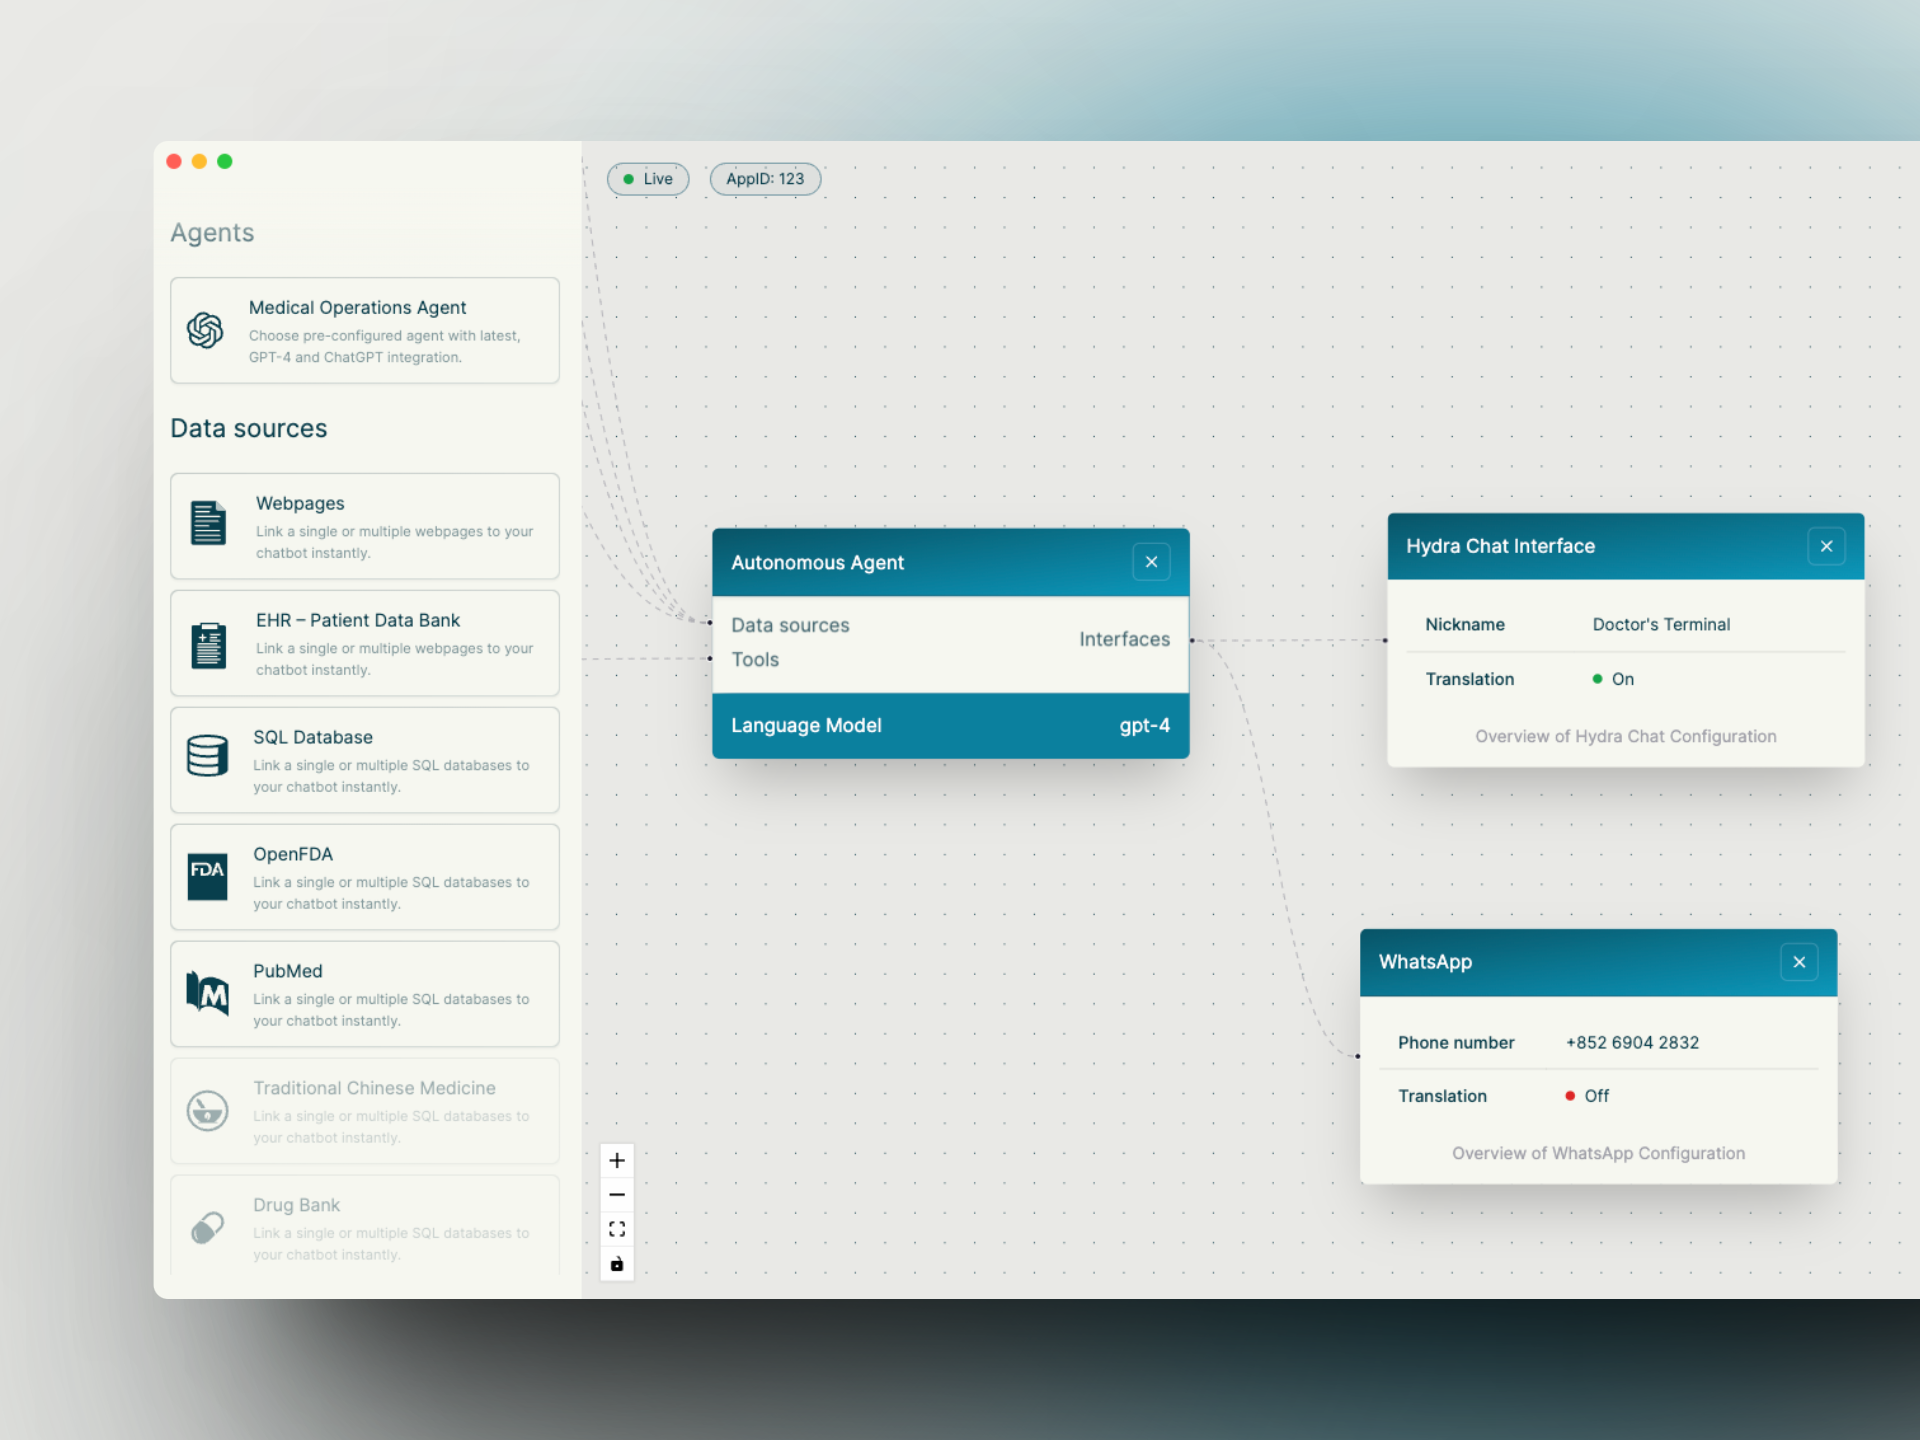 Live
AppID: 123
Agents
Medical Operations Agent
Choose pre-configured agent with latest,
GPT-4 and ChatGPT integration.
Data sources
Webpages
Link a single or multiple webpages to your
chatbot instantly.
EHR – Patient Data Bank
Link a single or multiple webpages to your
chatbot instantly.
SQL Database
Link a single or multiple SQL databases to
your chatbot instantly.
FDA
OpenFDA
Link a single or multiple SQL databases to
your chatbot instantly.
M
PubMed
Link a single or multiple SQL databases to
your chatbot instantly.
Traditional Chinese Medicine
Link a single or multiple SQL databases to
your chatbot instantly.
Drug Bank
Link a single or multiple SQL databases to
your chatbot instantly.
Autonomous Agent
Data sources
Tools
Interfaces
Language Model gpt-4
Hydra Chat Interface
Nickname Doctor's Terminal
Translation On
Overview of Hydra Chat Configuration
WhatsApp
Phone number +852 6904 2832
Translation Off
Overview of WhatsApp Configuration